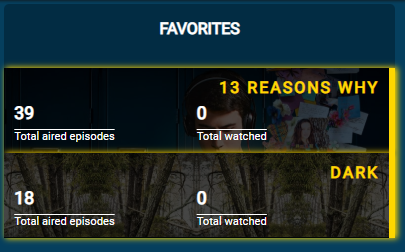 FAVORITES
13 REASONS WHY
39 0
Total aired episodes Total watched
DARK
18 0
Total aired episodes Total watched